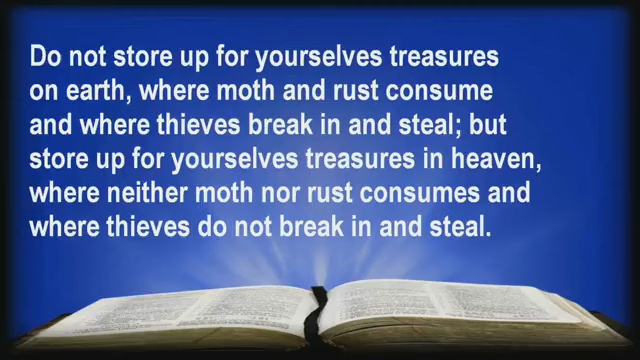 Do not store up for yourselves treasures
on earth, where moth and rust consume
and where thieves break in and steal; but
store up for yourselves treasures in heaven,
where neither moth nor rust consumes and
where thieves do not break in and steal.